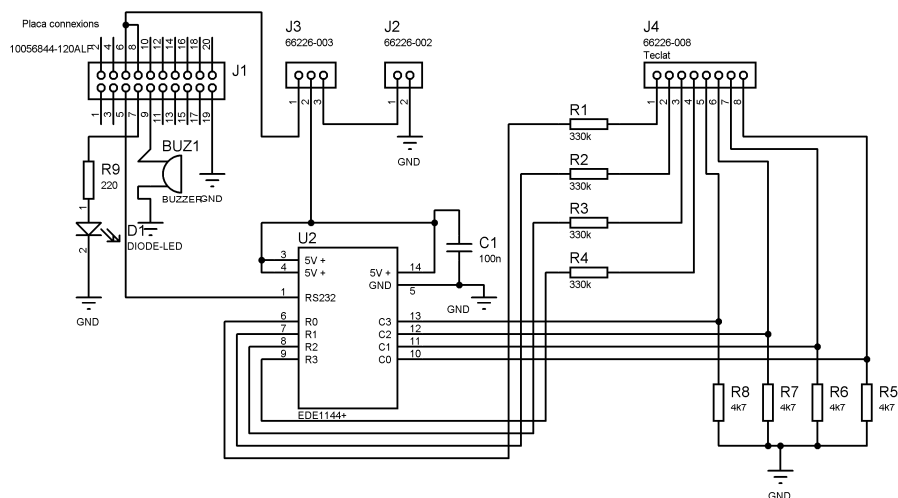 Placa connexions
10056844-120ALF
2 4 6 8 10 12 14 16 18 20
J1
1 3 5 7 9 11 13 15 17 19
J3
66226-003
1 2 3
J2
66226-002
1 2
GND
J4
66226-008
Teclat
1 2 3 4 5 6 7 8
R1
330k
R2
330k
R3
330k
R4
330k
R9
220
BUZ1
BUZZER
GND
1
D1
DIODE-LED
2
GND
U2
3 5V +
4 5V +
1 RS232
6 R0
7 R1
8 R2
9 R3
5V + 14
GND 5
C3 13
C2 12
C1 11
C0 10
EDE1144+
C1
100n
GND
R8
4k7
R7
4k7
R6
4k7
R5
4k7
GND